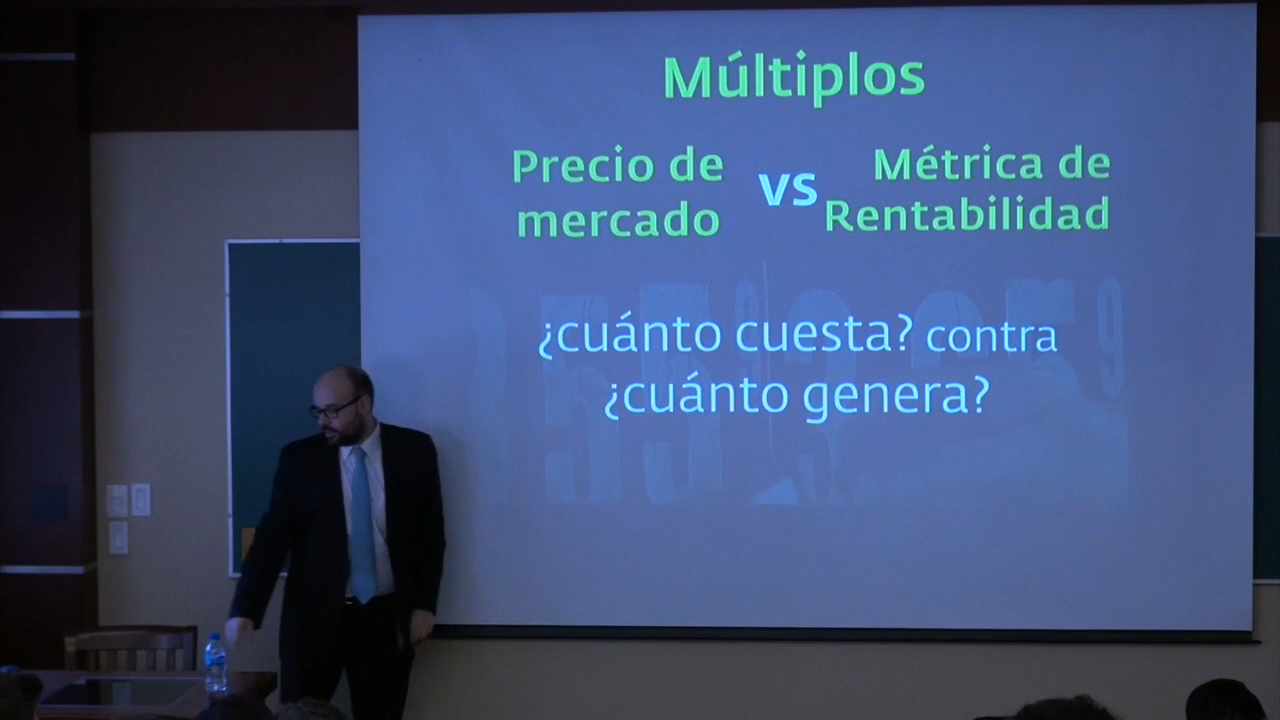 Múltiplos
Precio de mercado vs Métrica de Rentabilidad
¿cuánto cuesta? contra
¿cuánto genera?